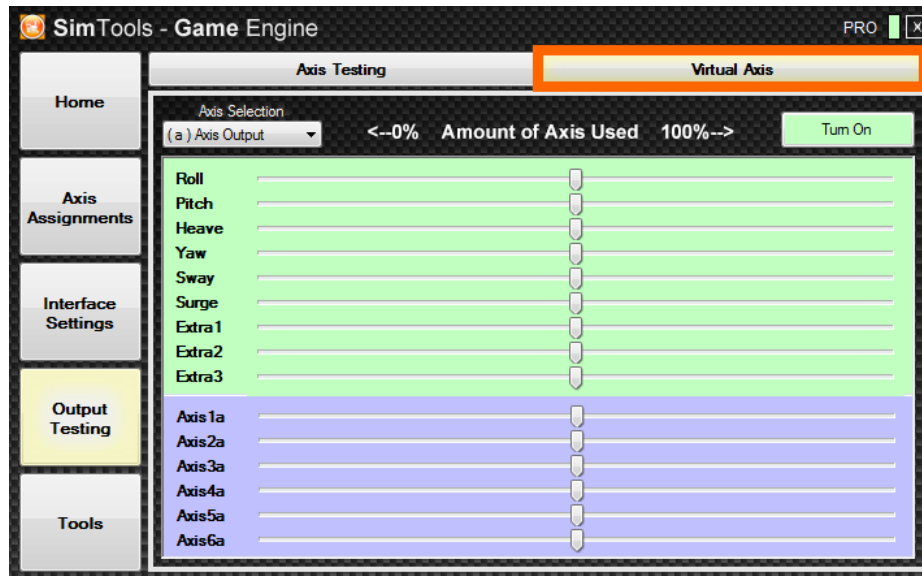 SimTools - Game Engine
PRO
X
Axis Testing
Virtual Axis
Home
Axis Assignments
Interface Settings
Output Testing
Tools
Axis Selection
( a ) Axis Output
<--0% Amount of Axis Used 100%-->
Turn On
Roll
Pitch
Heave
Yaw
Sway
Surge
Extra1
Extra2
Extra3
Axis1a
Axis2a
Axis3a
Axis4a
Axis5a
Axis6a